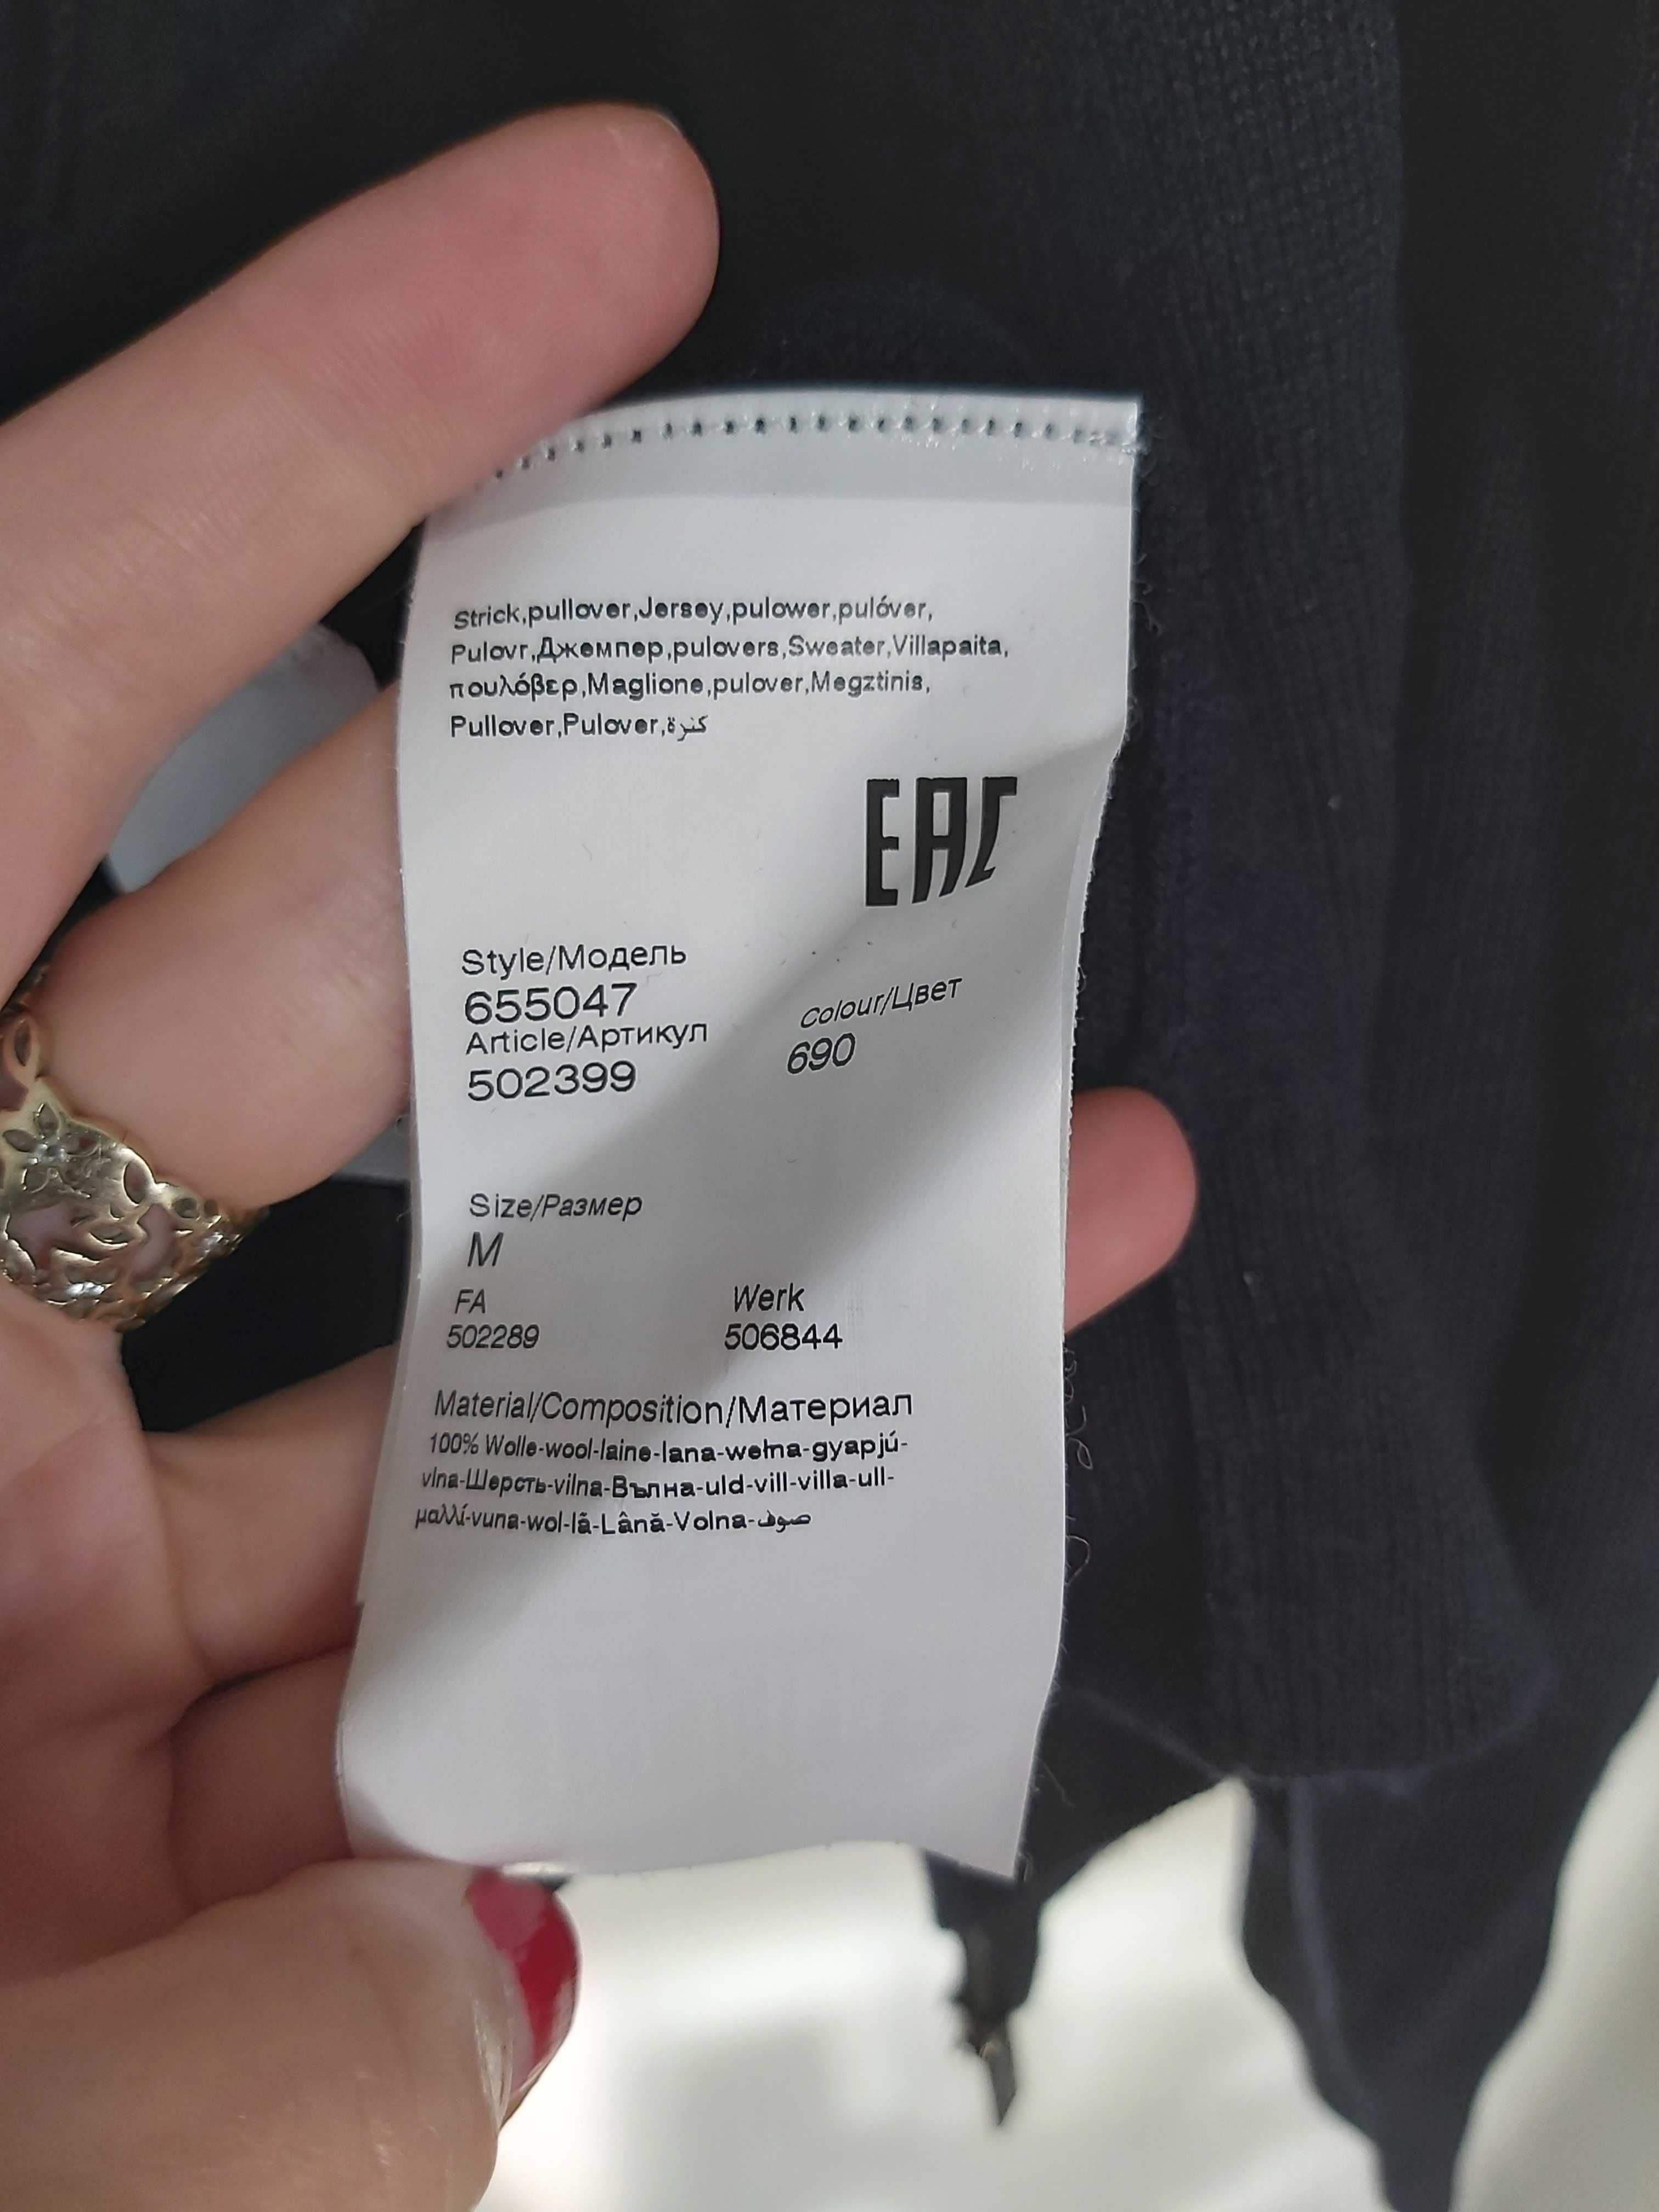 Strick,pullover,Jersey,pulower,pulóver,
Pulovr,Джемпер,pulovers,Sweater,Villapaita,
πουλόβερ,Maglione,pulover,Megztinis,
Pullover,Pulover,كنزة
EAC
Style/Модель
655047
Article/Артикул
502399
Colour/Цвет
690
Size/Размер
M
FA
502289
Werk
506844
Material/Composition/Материал
100% Wolle-wool-laine-lana-wełna-gyapjú-
vlna-Шерсть-vilna-Вълна-uld-vill-villa-ull-
μαλλί-vuna-wol-lã-Lână-Volna-صوف